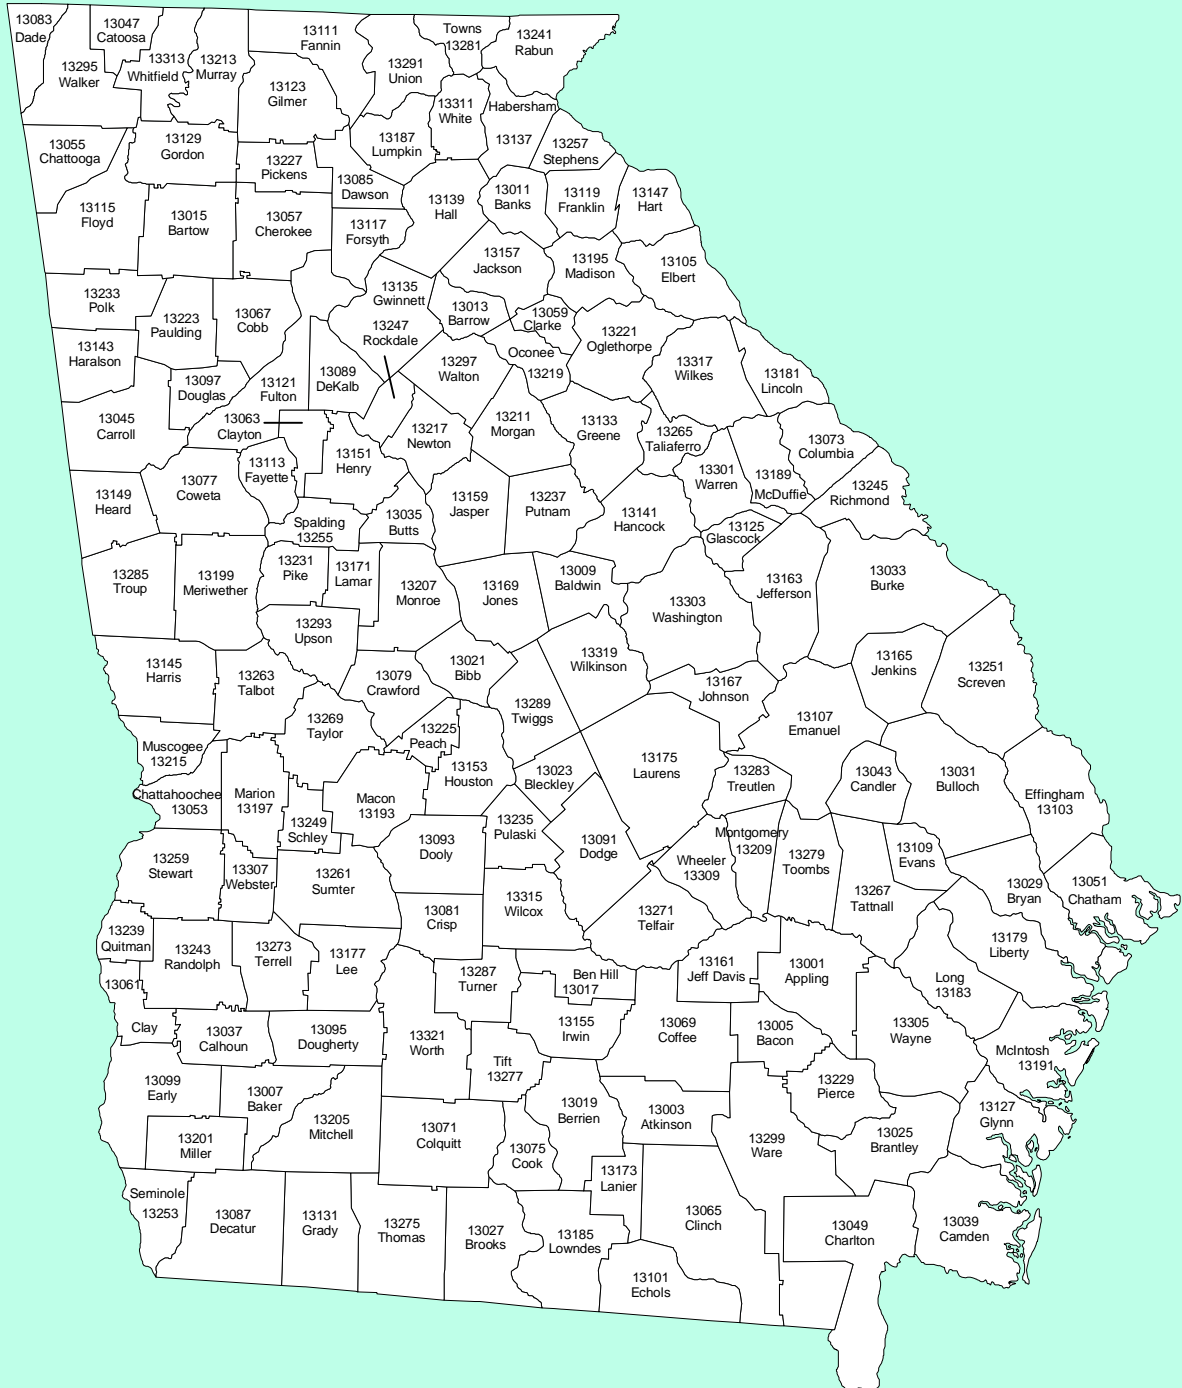 13083
Dade
13047
Catoosa
13295
Walker
13313
Whitfield
13213
Murray
13111
Fannin
13123
Gilmer
13291
Union
Towns
13281
13241
Rabun
13311
White
Habersham
13137
13187
Lumpkin
13257
Stephens
13055
Chattooga
13129
Gordon
13227
Pickens
13085
Dawson
13139
Hall
13011
Banks
13119
Franklin
13147
Hart
13115
Floyd
13015
Bartow
13057
Cherokee
13117
Forsyth
13157
Jackson
13195
Madison
13105
Elbert
13233
Polk
13223
Paulding
13067
Cobb
13135
Gwinnett
13247
Rockdale
13013
Barrow
13059
Clarke
Oconee
13219
13221
Oglethorpe
13143
Haralson
13097
Douglas
13121
Fulton
13089
DeKalb
13297
Walton
13317
Wilkes
13181
Lincoln
13045
Carroll
13063
Clayton
13217
Newton
13211
Morgan
13133
Greene
13265
Taliaferro
13073
Columbia
13113
Fayette
13151
Henry
13301
Warren
13189
McDuffie
13245
Richmond
13149
Heard
13077
Coweta
Spalding
13255
13035
Butts
13159
Jasper
13237
Putnam
13141
Hancock
13125
Glascock
13285
Troup
13199
Meriwether
13231
Pike
13171
Lamar
13207
Monroe
13169
Jones
13009
Baldwin
13303
Washington
13163
Jefferson
13033
Burke
13293
Upson
13145
Harris
13263
Talbot
13079
Crawford
13021
Bibb
13319
Wilkinson
13165
Jenkins
13251
Screven
13269
Taylor
13225
Peach
13289
Twiggs
13167
Johnson
13107
Emanuel
Muscogee
13215
Chattahoochee
13053
Marion
13197
13249
Schley
Macon
13193
13153
Houston
13023
Bleckley
13175
Laurens
13283
Treutlen
13043
Candler
13031
Bulloch
Effingham
13103
13259
Stewart
13307
Webster
13261
Sumter
13093
Dooly
13235
Pulaski
13091
Dodge
Wheeler
13309
Montgomery
13209
13279
Toombs
13109
Evans
13267
Tattnall
13029
Bryan
13051
Chatham
13239
Quitman
13243
Randolph
13273
Terrell
13177
Lee
13081
Crisp
13315
Wilcox
13271
Telfair
13179
Liberty
13061
Clay
13287
Turner
Ben Hill
13017
13161
Jeff Davis
13001
Appling
Long
13183
13037
Calhoun
13095
Dougherty
13321
Worth
Tift
13277
13155
Irwin
13069
Coffee
13005
Bacon
13305
Wayne
McIntosh
13191
13099
Early
13007
Baker
13205
Mitchell
13201
Miller
13071
Colquitt
13075
Cook
13019
Berrien
13003
Atkinson
13299
Ware
13229
Pierce
13025
Brantley
13127
Glynn
Seminole
13253
13087
Decatur
13131
Grady
13275
Thomas
13027
Brooks
13185
Lowndes
13173
Lanier
13065
Clinch
13101
Echols
13049
Charlton
13039
Camden